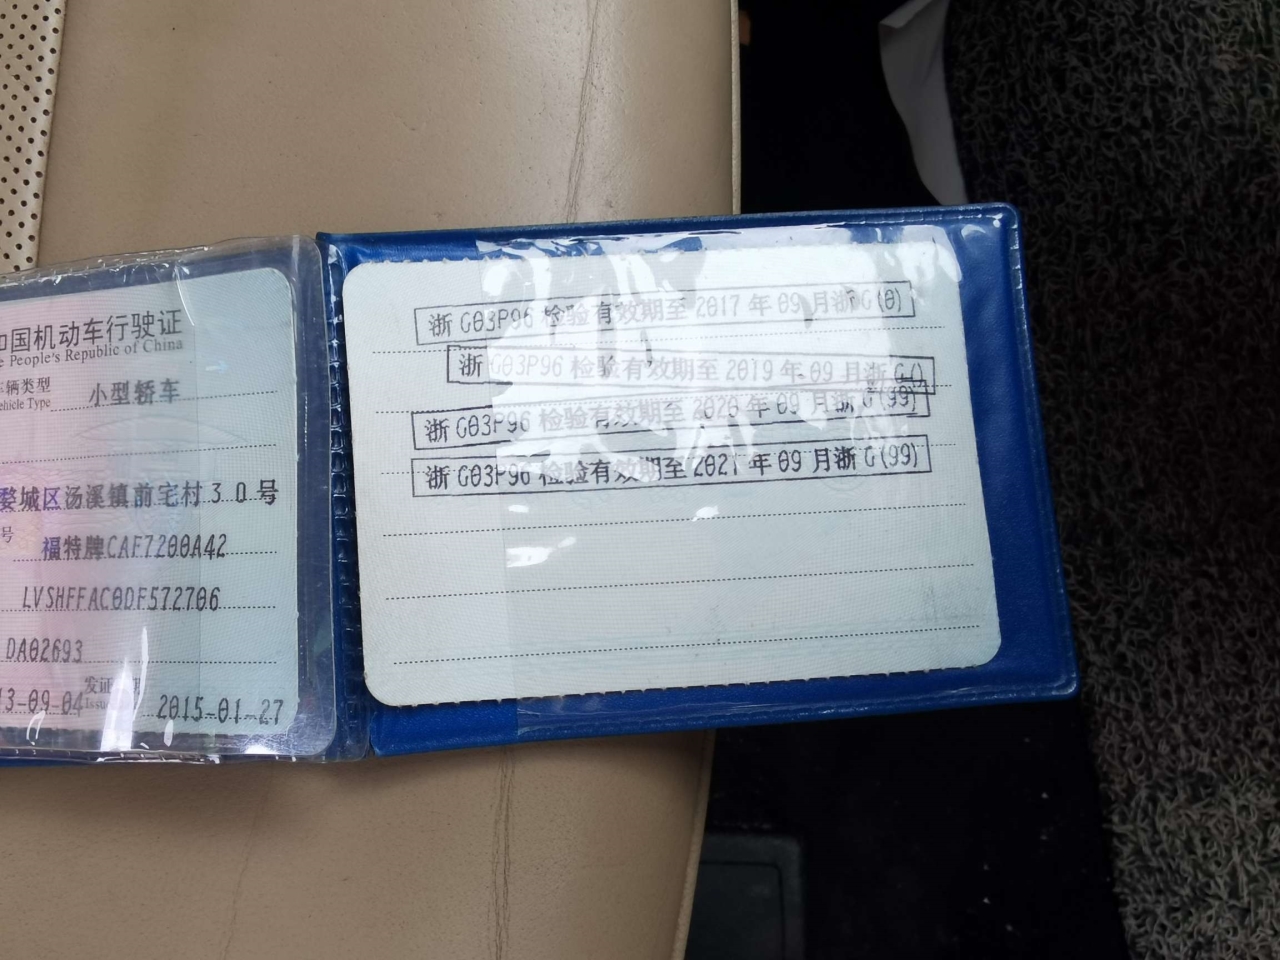 中国机动车行驶证
e People's Republic of China
车辆类型
ehicle Type
小型轿车
婺城区汤溪镇前宅村30号
号
福特牌CAF7200A42
LVSHFFAC0DF572706
DA02693
13-09-04
发证日期
Issue
2015-01-27
浙G03P96 检验有效期至 2017年09月浙G(0)
浙G03P96 检验有效期至 2019年09月浙G()
浙G03P96 检验有效期至 2020年09月浙G(99)
浙G03P96 检验有效期至 2021年09月浙G(99)